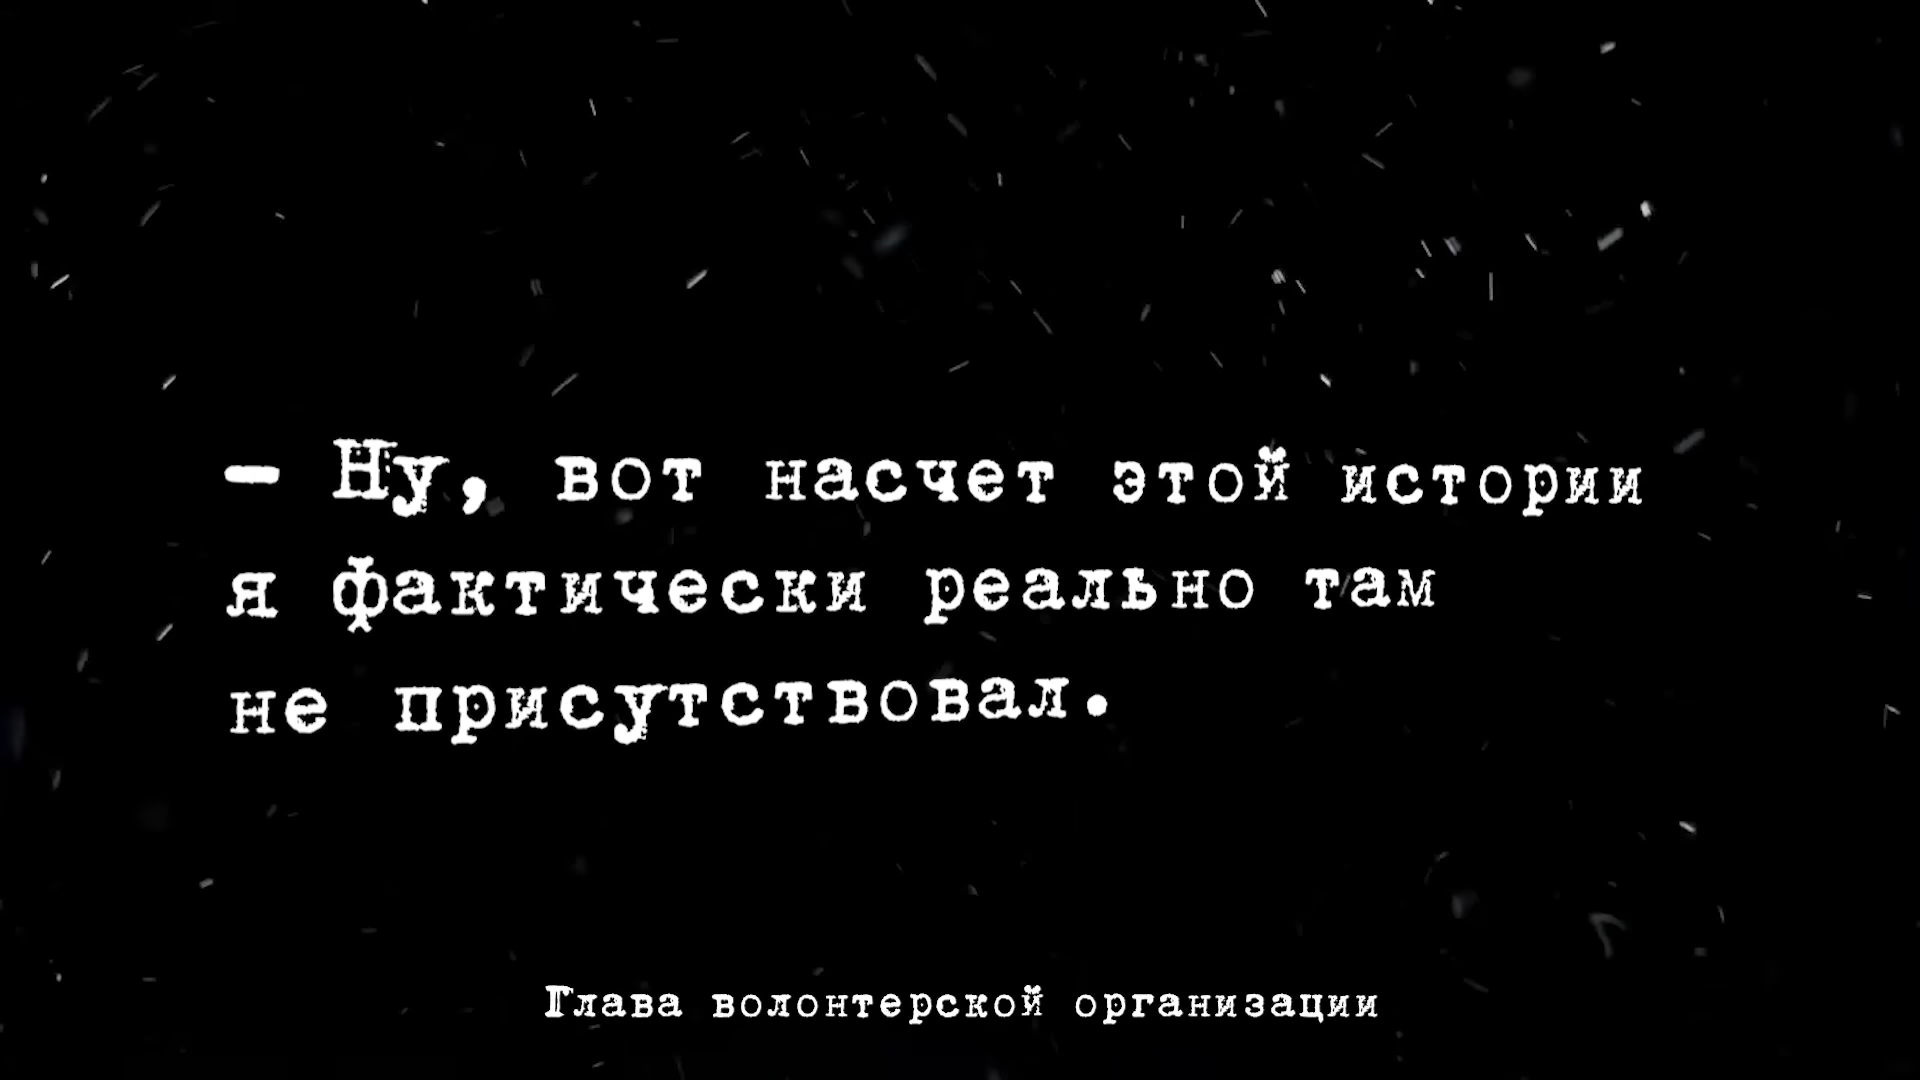 – Ну, вот насчет этой истории
я фактически реально там
не присутствовал.
Глава волонтерской организации